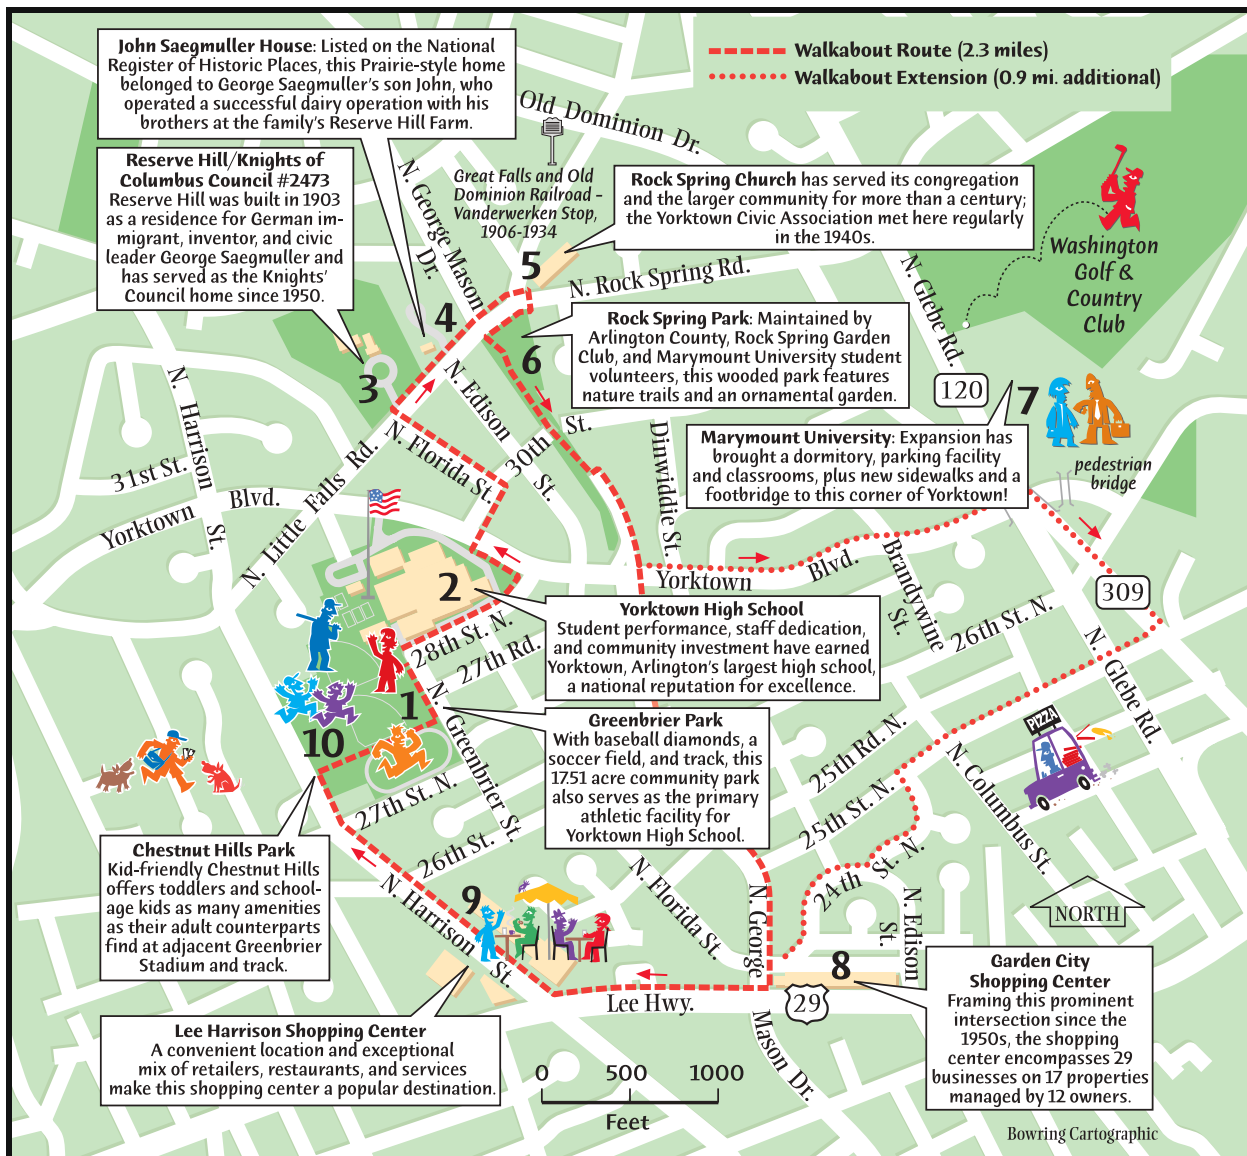 John Saegmuller House: Listed on the National
Register of Historic Places, this Prairie-style home
belonged to George Saegmuller's son John, who
operated a successful dairy operation with his
brothers at the family's Reserve Hill Farm.
Walkabout Route (2.3 miles)
Walkabout Extension (0.9 mi. additional)
Old Dominion Dr.
Reserve Hill/Knights of
Columbus Council #2473
Reserve Hill was built in 1903
as a residence for German im-
migrant, inventor, and civic
leader George Saegmuller and
has served as the Knights'
Council home since 1950.
N. George Mason
Dr.
Great Falls and Old
Dominion Railroad –
Vanderwerken Stop,
1906-1934
Rock Spring Church has served its congregation
and the larger community for more than a century;
the Yorktown Civic Association met here regularly
in the 1940s.
Washington
Golf &
Country
Club
5
N. Rock Spring Rd.
N. Glebe Rd.
4
Rock Spring Park: Maintained by
Arlington County, Rock Spring Garden
Club, and Marymount University student
volunteers, this wooded park features
nature trails and an ornamental garden.
6
3
120
7
N. Harrison
St.
N. Edison
St.
N. Florida St.
30th St.
Dinwiddie St.
Marymount University: Expansion has
brought a dormitory, parking facility
and classrooms, plus new sidewalks and a
footbridge to this corner of Yorktown!
pedestrian
bridge
31st St.
Yorktown Blvd.
N. Little Falls Rd.
Yorktown Blvd.
Brandywine
St.
309
2
Yorktown High School
Student performance, staff dedication,
and community investment have earned
Yorktown, Arlington's largest high school,
a national reputation for excellence.
28th St. N.
27th Rd.
26th St. N.
N. Glebe Rd.
1
N. Greenbrier St.
Greenbrier Park
With baseball diamonds, a
soccer field, and track, this
17.51 acre community park
also serves as the primary
athletic facility for
Yorktown High School.
10
25th Rd. N.
PIZZA
N. Columbus St.
27th St. N.
25th St. N.
26th St. N.
Chestnut Hills Park
Kid-friendly Chestnut Hills
offers toddlers and school-
age kids as many amenities
as their adult counterparts
find at adjacent Greenbrier
Stadium and track.
N. Harrison St.
9
N. Florida St.
N. George
Mason Dr.
24th St. N.
N. Edison
St.
NORTH
8
Garden City
Shopping Center
Framing this prominent
intersection since the
1950s, the shopping
center encompasses 29
businesses on 17 properties
managed by 12 owners.
Lee Hwy.
29
Lee Harrison Shopping Center
A convenient location and exceptional
mix of retailers, restaurants, and services
make this shopping center a popular destination.
0 500 1000
Feet
Bowring Cartographic